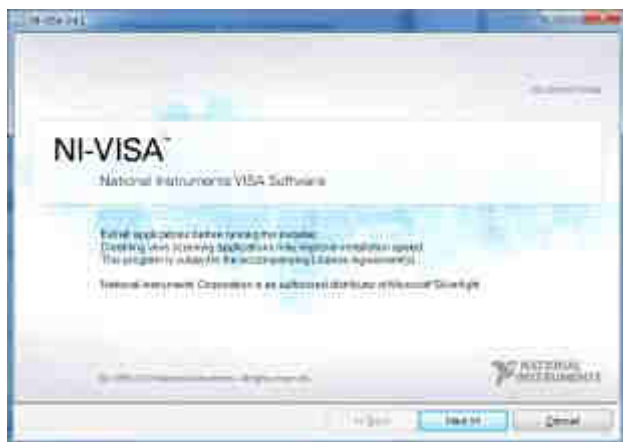 NI-VISA™
National Instruments VISA Software
Exit all applications before running this installer.
Disabling virus scanning applications may improve installation speed.
This program is subject to the accompanying License Agreement(s).
National Instruments Corporation is an authorized distributor of Microsoft Silverlight.
NATIONAL
INSTRUMENTS
Next >>
Cancel